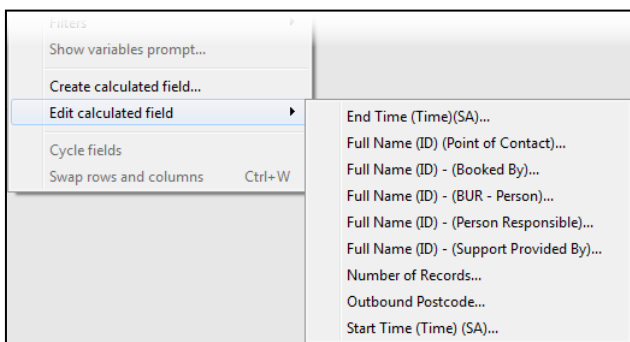 Filters
Show variables prompt...
Create calculated field...
Edit calculated field
Cycle fields
Swap rows and columns Ctrl+W
End Time (Time)(SA)...
Full Name (ID) (Point of Contact)...
Full Name (ID) - (Booked By)...
Full Name (ID) - (BUR - Person)...
Full Name (ID) - (Person Responsible)...
Full Name (ID) - (Support Provided By)...
Number of Records...
Outbound Postcode...
Start Time (Time) (SA)...